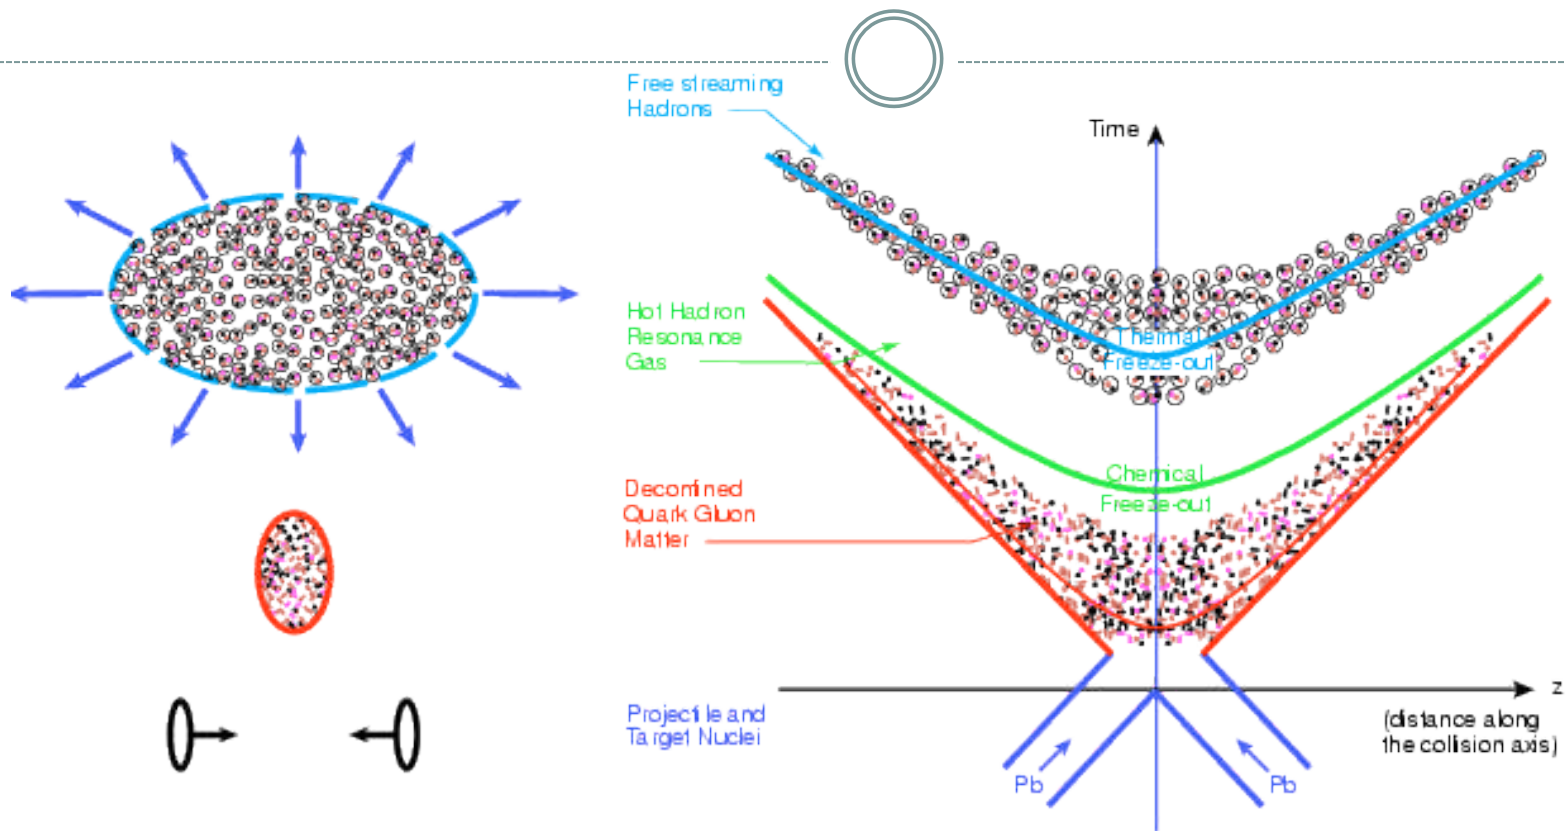 Free streaming
Hadrons
Time
Thermal
Freeze-out
Hot Hadron
Resonance
Gas
Chemical
Freeze-out
Deconfined
Quark Gluon
Matter
z
(distance along
the collision axis)
Projectile and
Target Nuclei
Pb
Pb